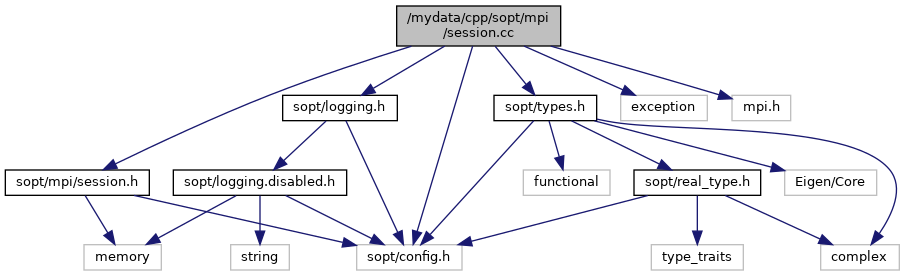 /mydata/cpp/sopt/mpi
/session.cc
sopt/logging.h
sopt/types.h
exception
mpi.h
sopt/mpi/session.h
sopt/logging.disabled.h
functional
sopt/real_type.h
Eigen/Core
memory
string
sopt/config.h
type_traits
complex